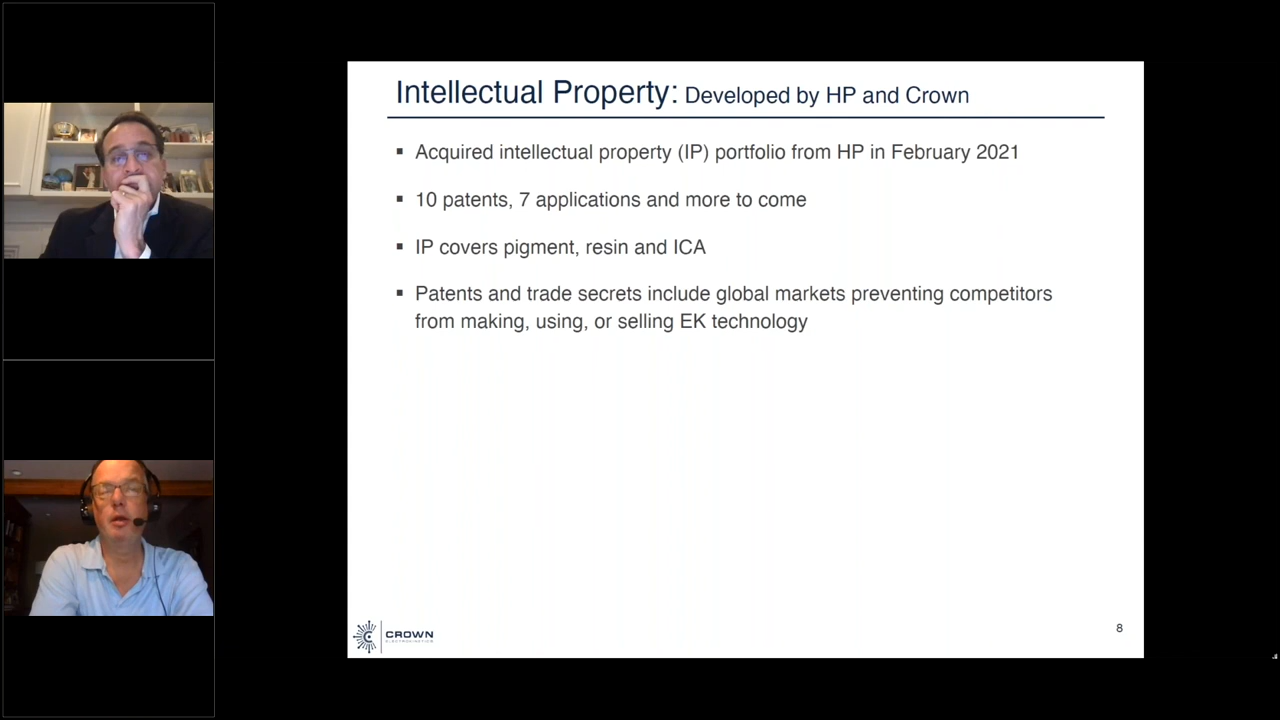 Intellectual Property: Developed by HP and Crown
▪ Acquired intellectual property (IP) portfolio from HP in February 2021
▪ 10 patents, 7 applications and more to come
▪ IP covers pigment, resin and ICA
▪ Patents and trade secrets include global markets preventing competitors
from making, using, or selling EK technology
CROWN
ELECTROKINETICS
8